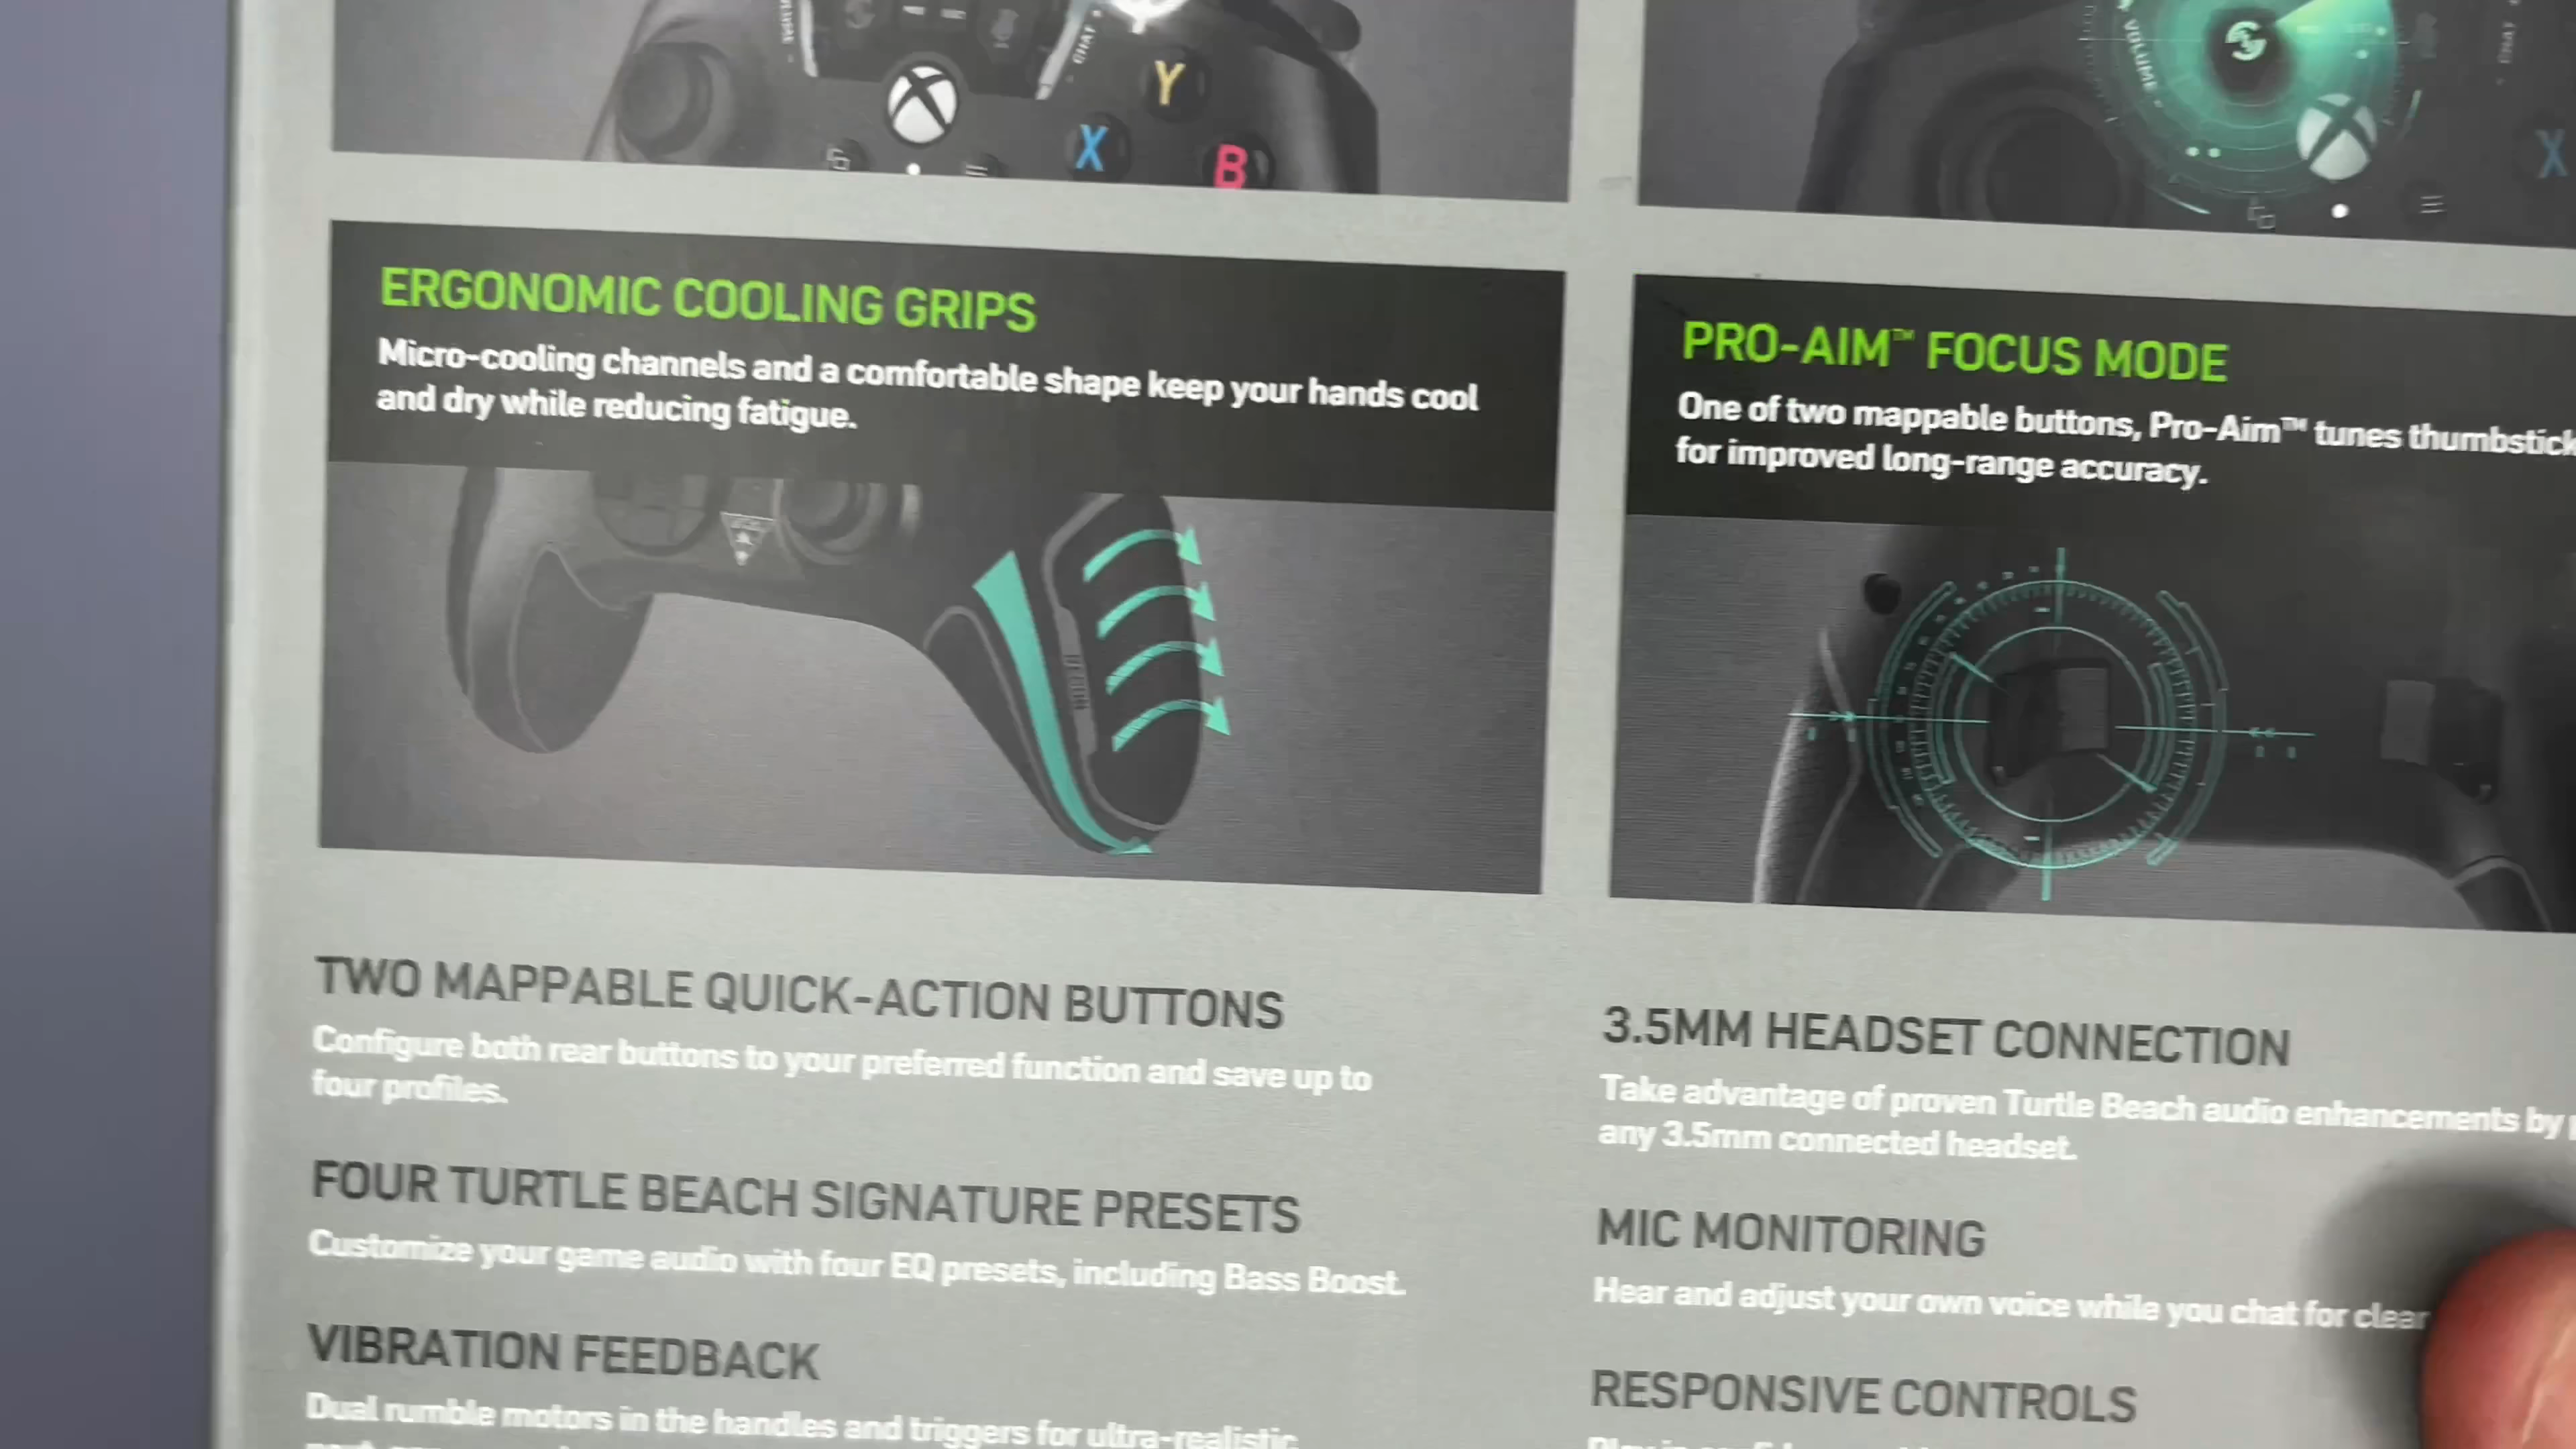 CHAT
Y
X
B
VOLUME
X
ERGONOMIC COOLING GRIPS
Micro-cooling channels and a comfortable shape keep your hands cool
and dry while reducing fatigue.
PRO-AIM™ FOCUS MODE
One of two mappable buttons, Pro-Aim™ tunes thumbstick
for improved long-range accuracy.
TWO MAPPABLE QUICK-ACTION BUTTONS
Configure both rear buttons to your preferred function and save up to
four profiles.
FOUR TURTLE BEACH SIGNATURE PRESETS
Customize your game audio with four EQ presets, including Bass Boost.
VIBRATION FEEDBACK
Dual rumble motors in the handles and triggers for ultra-realistic
3.5MM HEADSET CONNECTION
Take advantage of proven Turtle Beach audio enhancements by
any 3.5mm connected headset.
MIC MONITORING
Hear and adjust your own voice while you chat for clear
RESPONSIVE CONTROLS